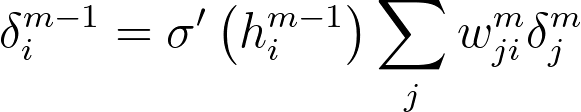 δ_i^{m−1} = σ′ (h_i^{m−1}) ∑_j w_{ji}^m δ_j^m